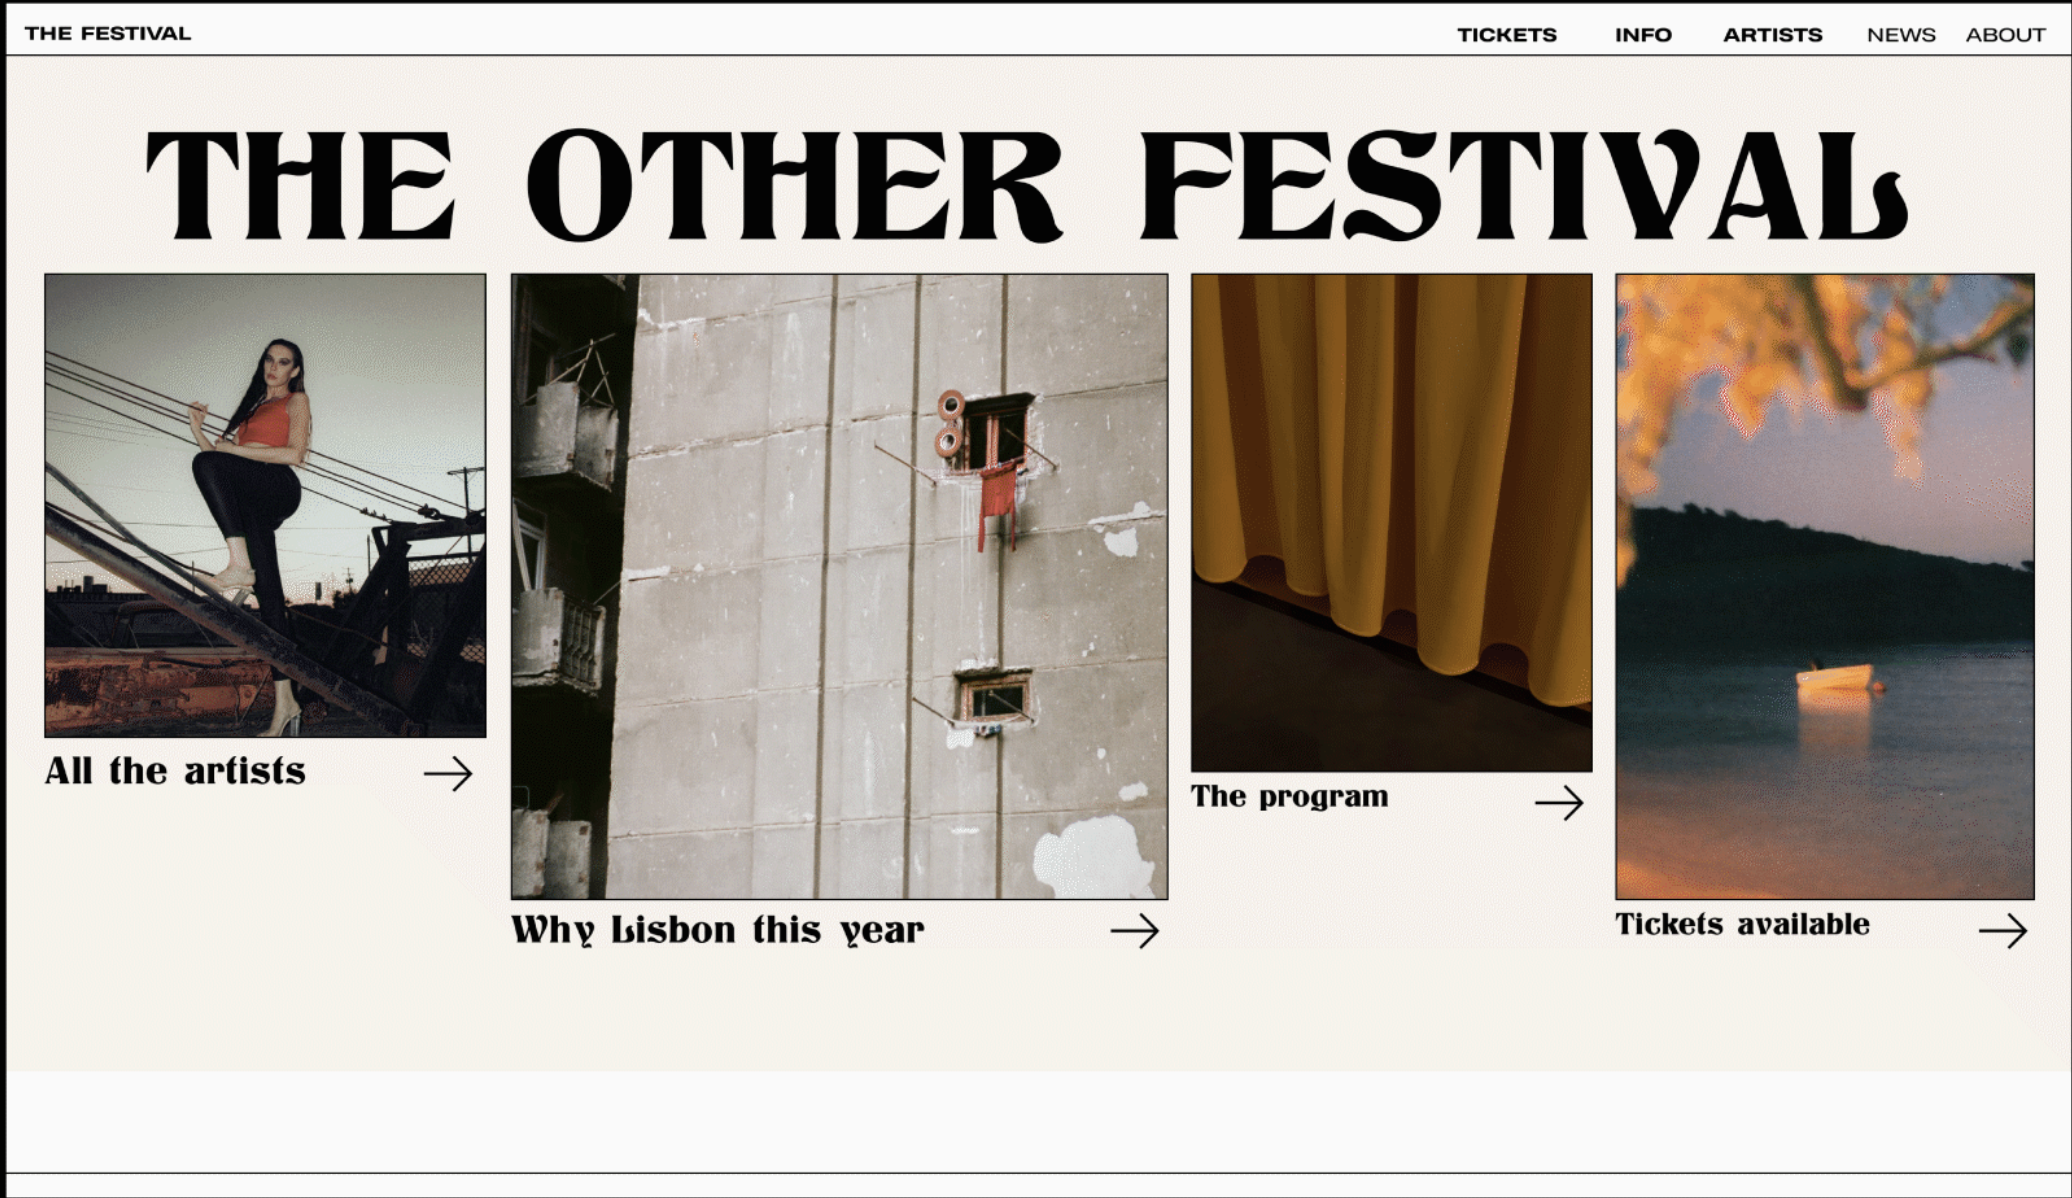 THE FESTIVAL
TICKETS INFO ARTISTS NEWS ABOUT
THE OTHER FESTIVAL
All the artists
Why Lisbon this year
The program
Tickets available